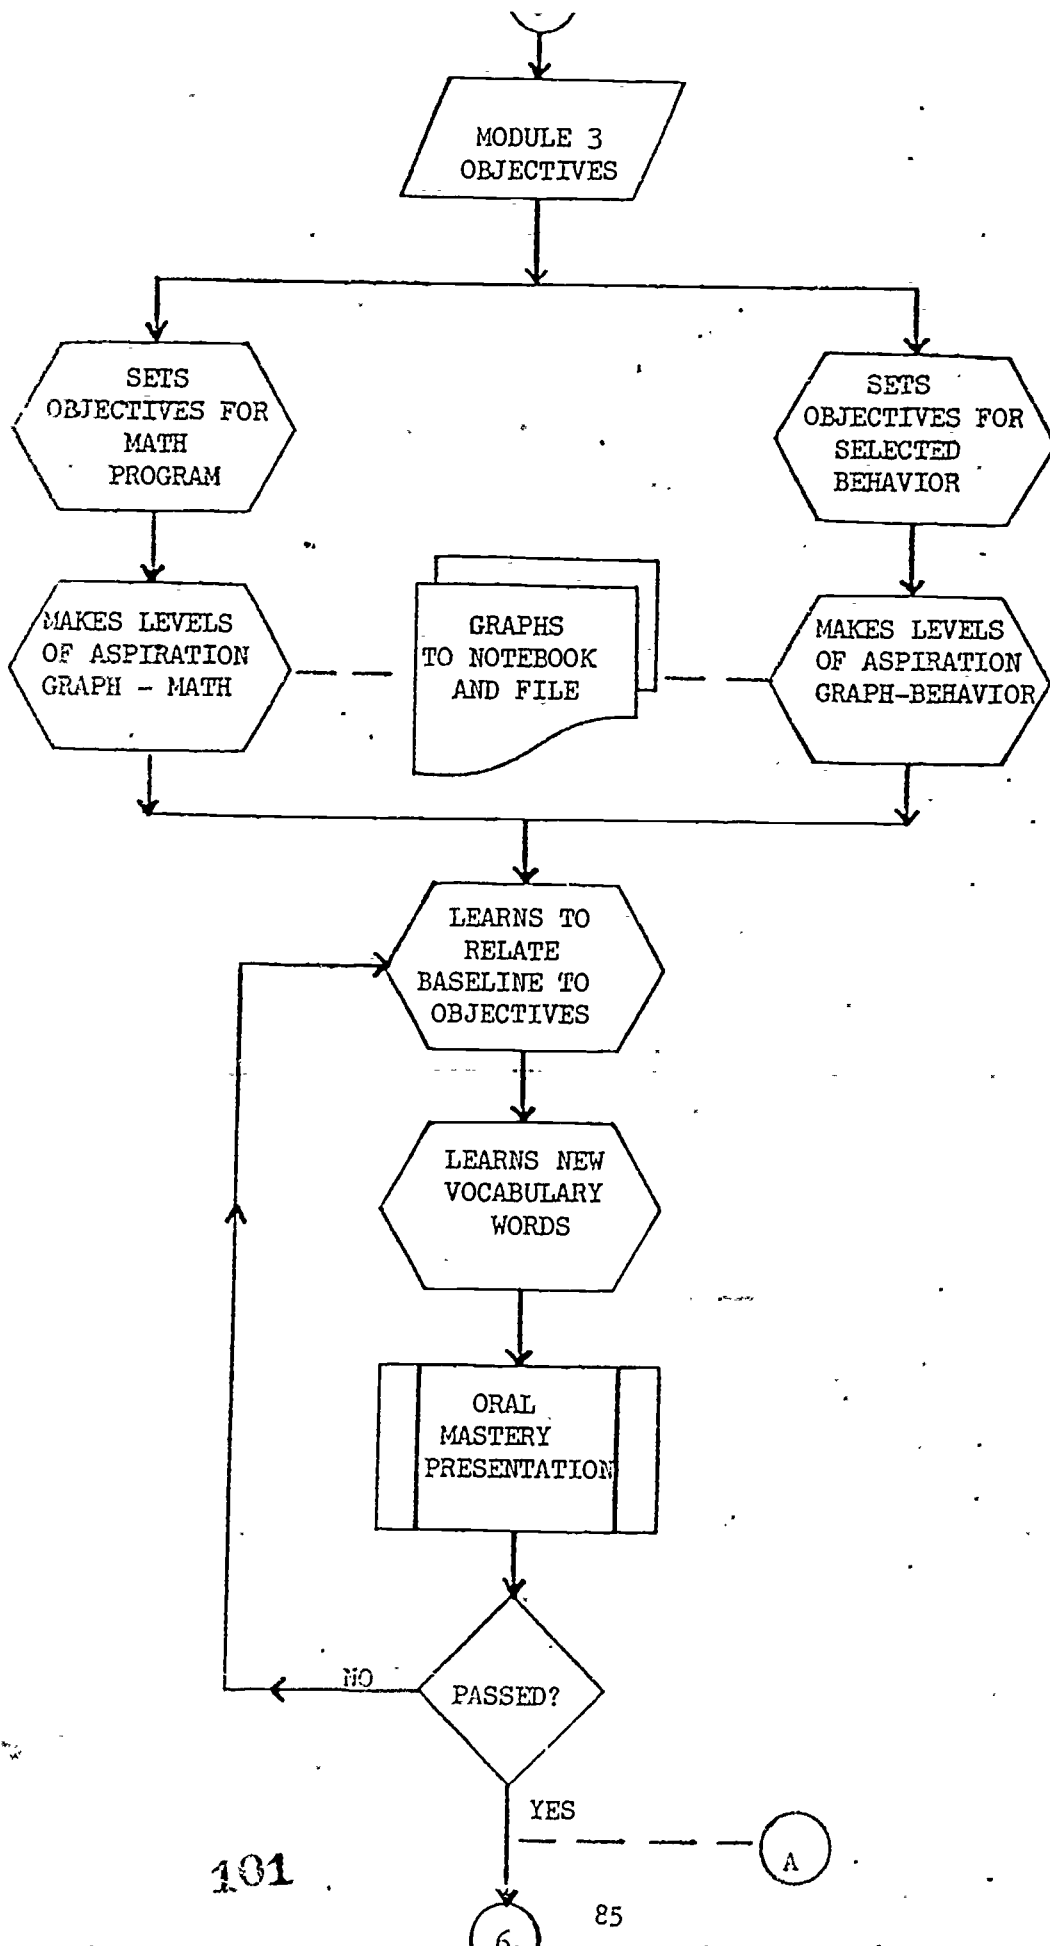 MODULE 3
OBJECTIVES
SETS
OBJECTIVES FOR
MATH
PROGRAM
SETS
OBJECTIVES FOR
SELECTED
BEHAVIOR
MAKES LEVELS
OF ASPIRATION
GRAPH - MATH
GRAPHS
TO NOTEBOOK
AND FILE
MAKES LEVELS
OF ASPIRATION
GRAPH-BEHAVIOR
LEARNS TO
RELATE
BASELINE TO
OBJECTIVES
LEARNS NEW
VOCABULARY
WORDS
ORAL
MASTERY
PRESENTATION
NO
PASSED?
YES
A
101
85
6